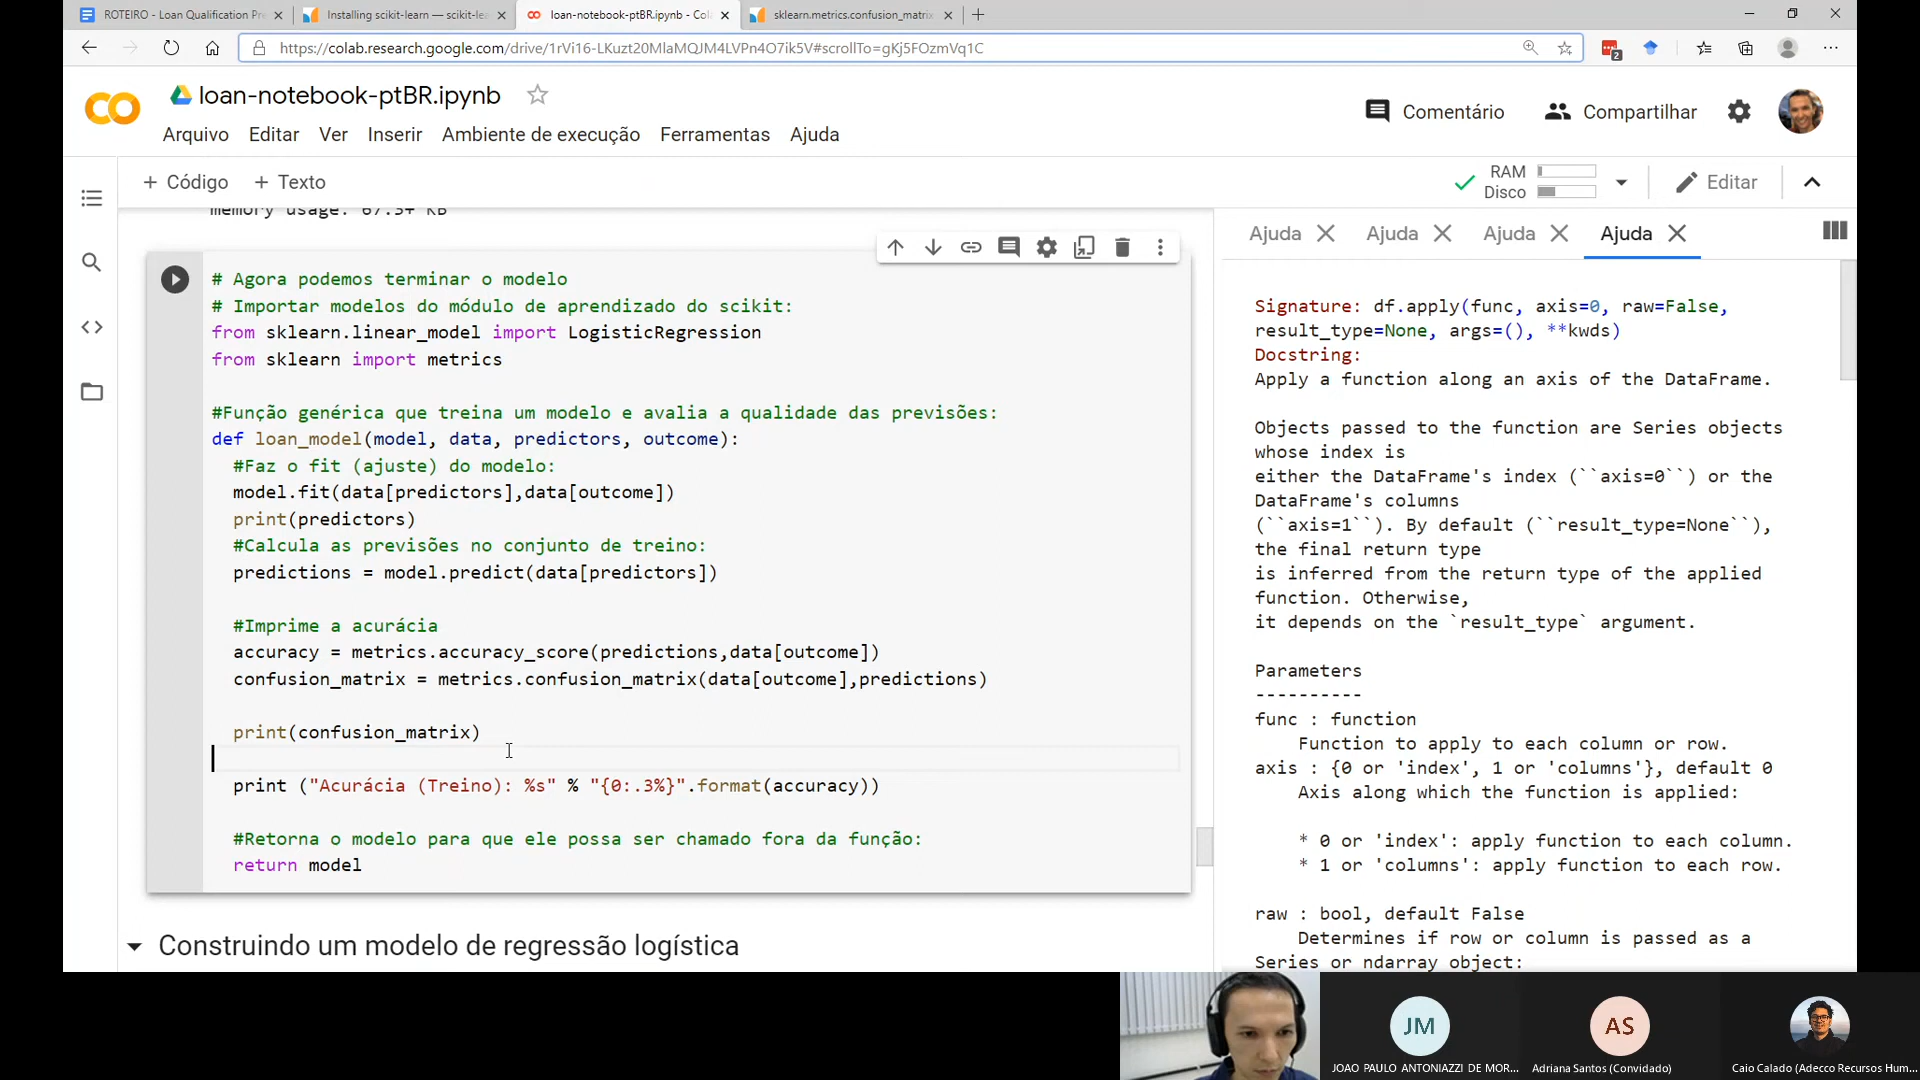 ROTEIRO - Loan Qualification Pre
Installing scikit-learn — scikit-le
loan-notebook-ptBR.ipynb - Col
sklearn.metrics.confusion_matrix
https://colab.research.google.com/drive/1rVi16-LKuzt20MlaMQJM4LVPn4O7ik5V#scrollTo=gKj5FOzmVq1C
2
loan-notebook-ptBR.ipynb
Comentário
Compartilhar
Arquivo Editar Ver Inserir Ambiente de execução Ferramentas Ajuda
+ Código + Texto
RAM
Disco
Editar
memory usage: 67.3+ KB
# Agora podemos terminar o modelo
# Importar modelos do módulo de aprendizado do scikit:
from sklearn.linear_model import LogisticRegression
from sklearn import metrics
#Função genérica que treina um modelo e avalia a qualidade das previsões:
def loan_model(model, data, predictors, outcome):
#Faz o fit (ajuste) do modelo:
model.fit(data[predictors],data[outcome])
print(predictors)
#Calcula as previsões no conjunto de treino:
predictions = model.predict(data[predictors])
#Imprime a acurácia
accuracy = metrics.accuracy_score(predictions,data[outcome])
confusion_matrix = metrics.confusion_matrix(data[outcome],predictions)
print(confusion_matrix)
print ("Acurácia (Treino): %s" % "{0:.3%}".format(accuracy))
#Retorna o modelo para que ele possa ser chamado fora da função:
return model
Construindo um modelo de regressão logística
Ajuda Ajuda Ajuda Ajuda
Signature: df.apply(func, axis=0, raw=False,
result_type=None, args=(), **kwds)
Docstring:
Apply a function along an axis of the DataFrame.
Objects passed to the function are Series objects
whose index is
either the DataFrame's index (``axis=0``) or the
DataFrame's columns
(``axis=1``). By default (``result_type=None``),
the final return type
is inferred from the return type of the applied
function. Otherwise,
it depends on the `result_type` argument.
Parameters
----------
func : function
Function to apply to each column or row.
axis : {0 or 'index', 1 or 'columns'}, default 0
Axis along which the function is applied:
* 0 or 'index': apply function to each column.
* 1 or 'columns': apply function to each row.
raw : bool, default False
Determines if row or column is passed as a
Series or ndarray object:
JM
AS
JOAO PAULO ANTONIAZZI DE MOR...
Adriana Santos (Convidado)
Caio Calado (Adecco Recursos Hum...